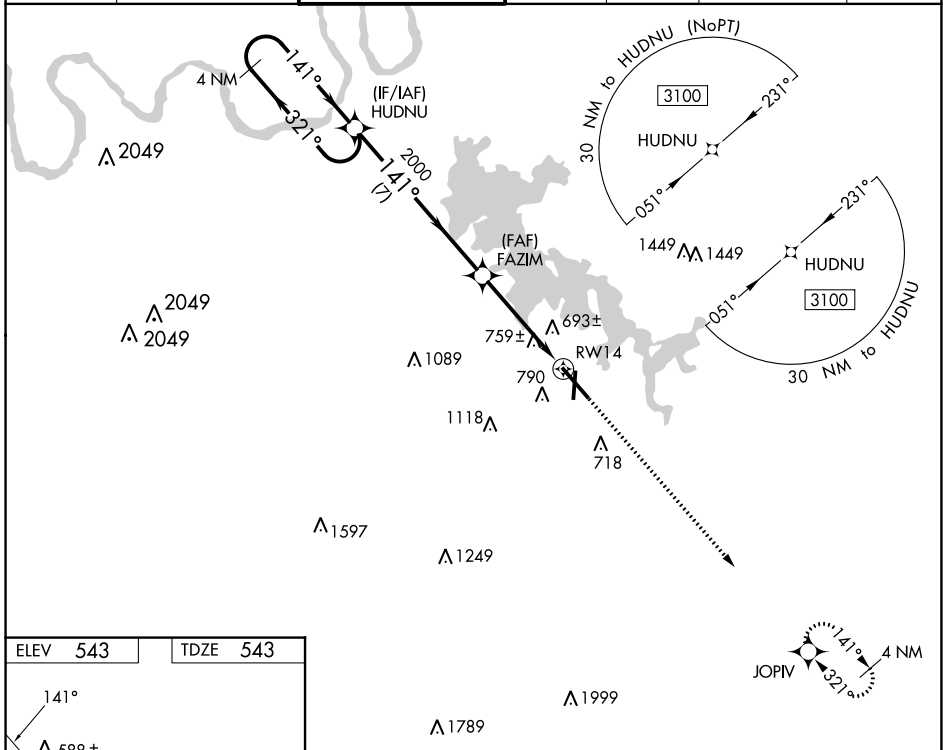 30 NM to HUDNU (NoPT)
3100
231°
HUDNU
051°
4 NM
141°
321°
(IF/IAF)
HUDNU
2049
2000
141°
(7)
(FAF)
FAZIM
1449
1449
231°
HUDNU
051°
3100
30 NM to HUDNU
2049
2049
693±
759±
RW14
1089
790
1118
718
1597
1249
ELEV 543
TDZE 543
141°
4 NM
JOPIV
321°
141°
1999
1789
588±